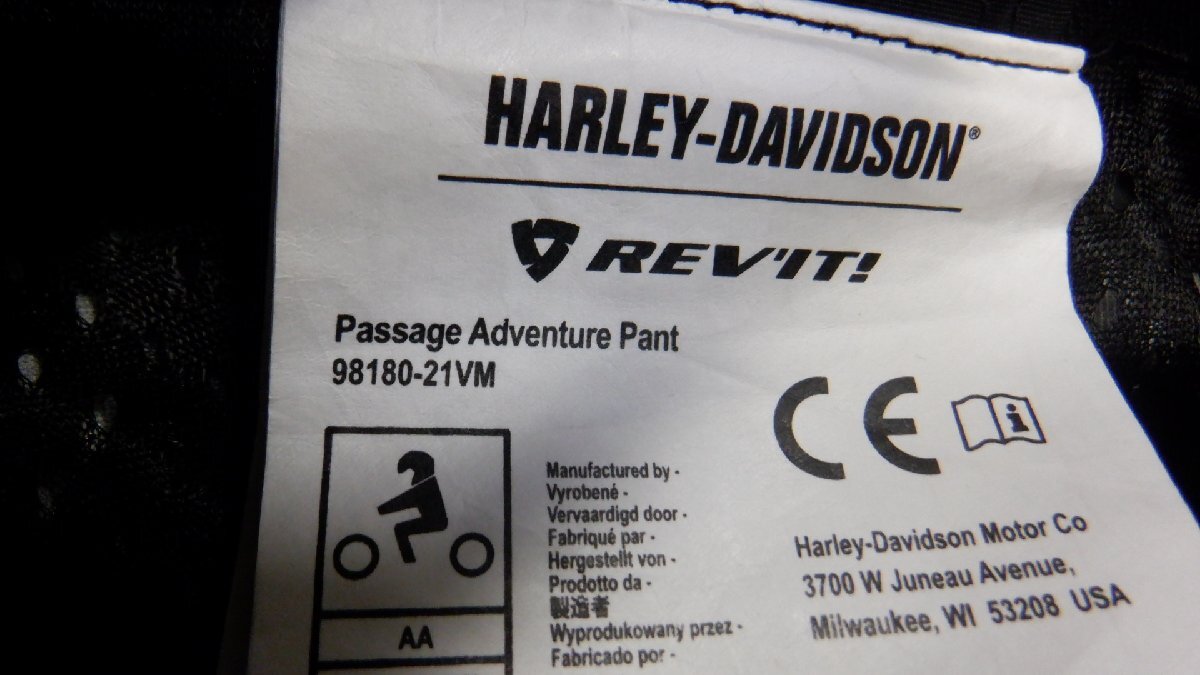 HARLEY-DAVIDSON®
REV'IT!
Passage Adventure Pant
98180-21VM
CE
i
AA
Manufactured by -
Vyrobené -
Vervaardigd door -
Fabriqué par -
Hergestellt von -
Prodotto da -
製造者
Wyprodukowany przez -
Fabricado por -
Harley-Davidson Motor Co
3700 W Juneau Avenue,
Milwaukee, WI 53208 USA